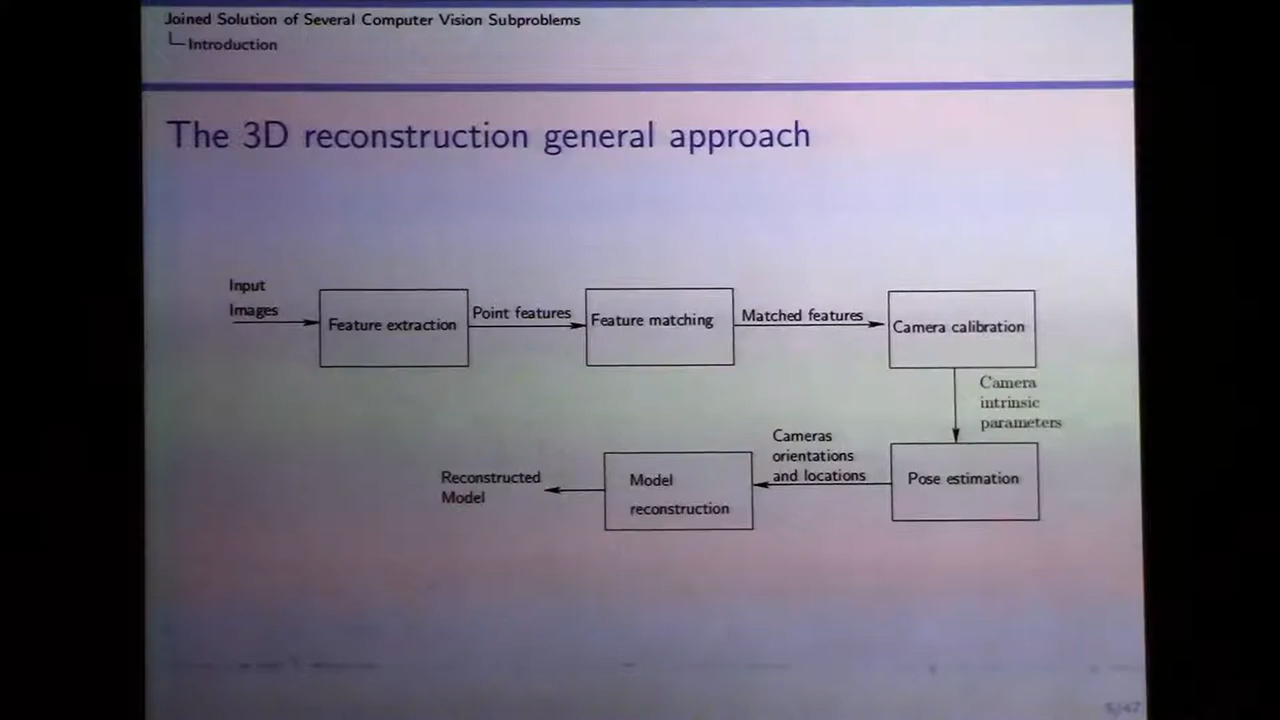 Joined Solution of Several Computer Vision Subproblems
Introduction
The 3D reconstruction general approach
Input
Images
Feature extraction
Point features
Feature matching
Matched features
Camera calibration
Camera
intrinsic
parameters
Pose estimation
Cameras
orientations
and locations
Model
reconstruction
Reconstructed
Model